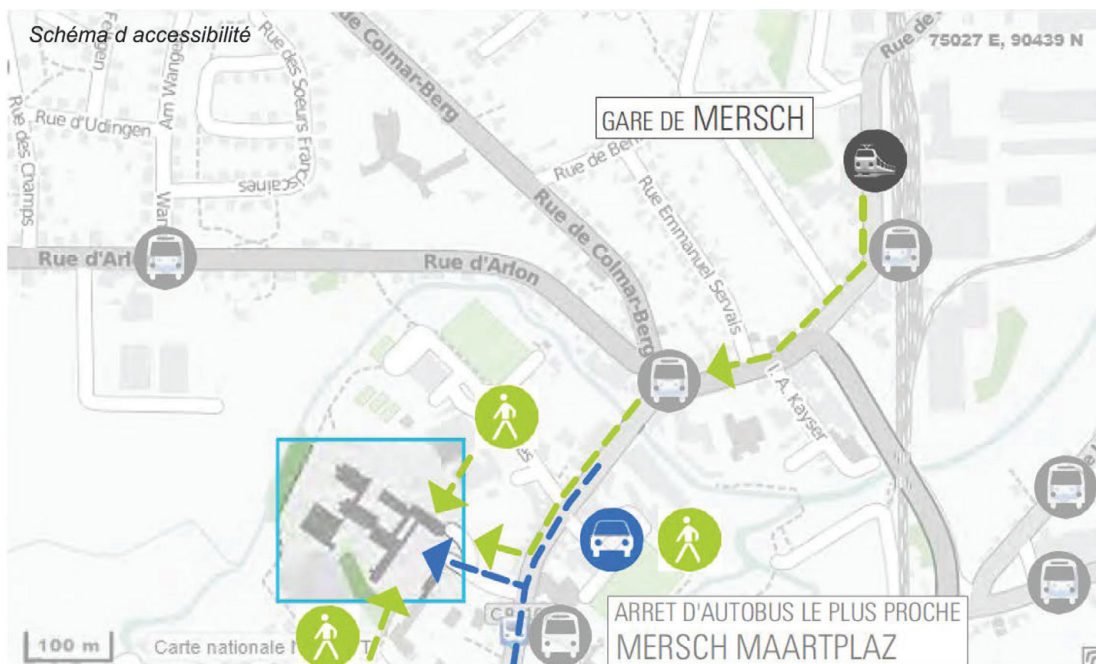 Schéma d accessibilité
75027 E, 90439 N
Rue de Colmar-Berg
Rue des Soeurs Franciscaines
Am Wangert
Rue d'Udingen
Rue des Champs
GARE DE MERSCH
Rue de
Rue Emmanuel Servais
Rue de Colmar-Berg
Rue d'Arl
Rue d'Arlon
J. A. Kayser
ARRET D'AUTOBUS LE PLUS PROCHE
MERSCH MAARTPLAZ
100 m
Carte nationale